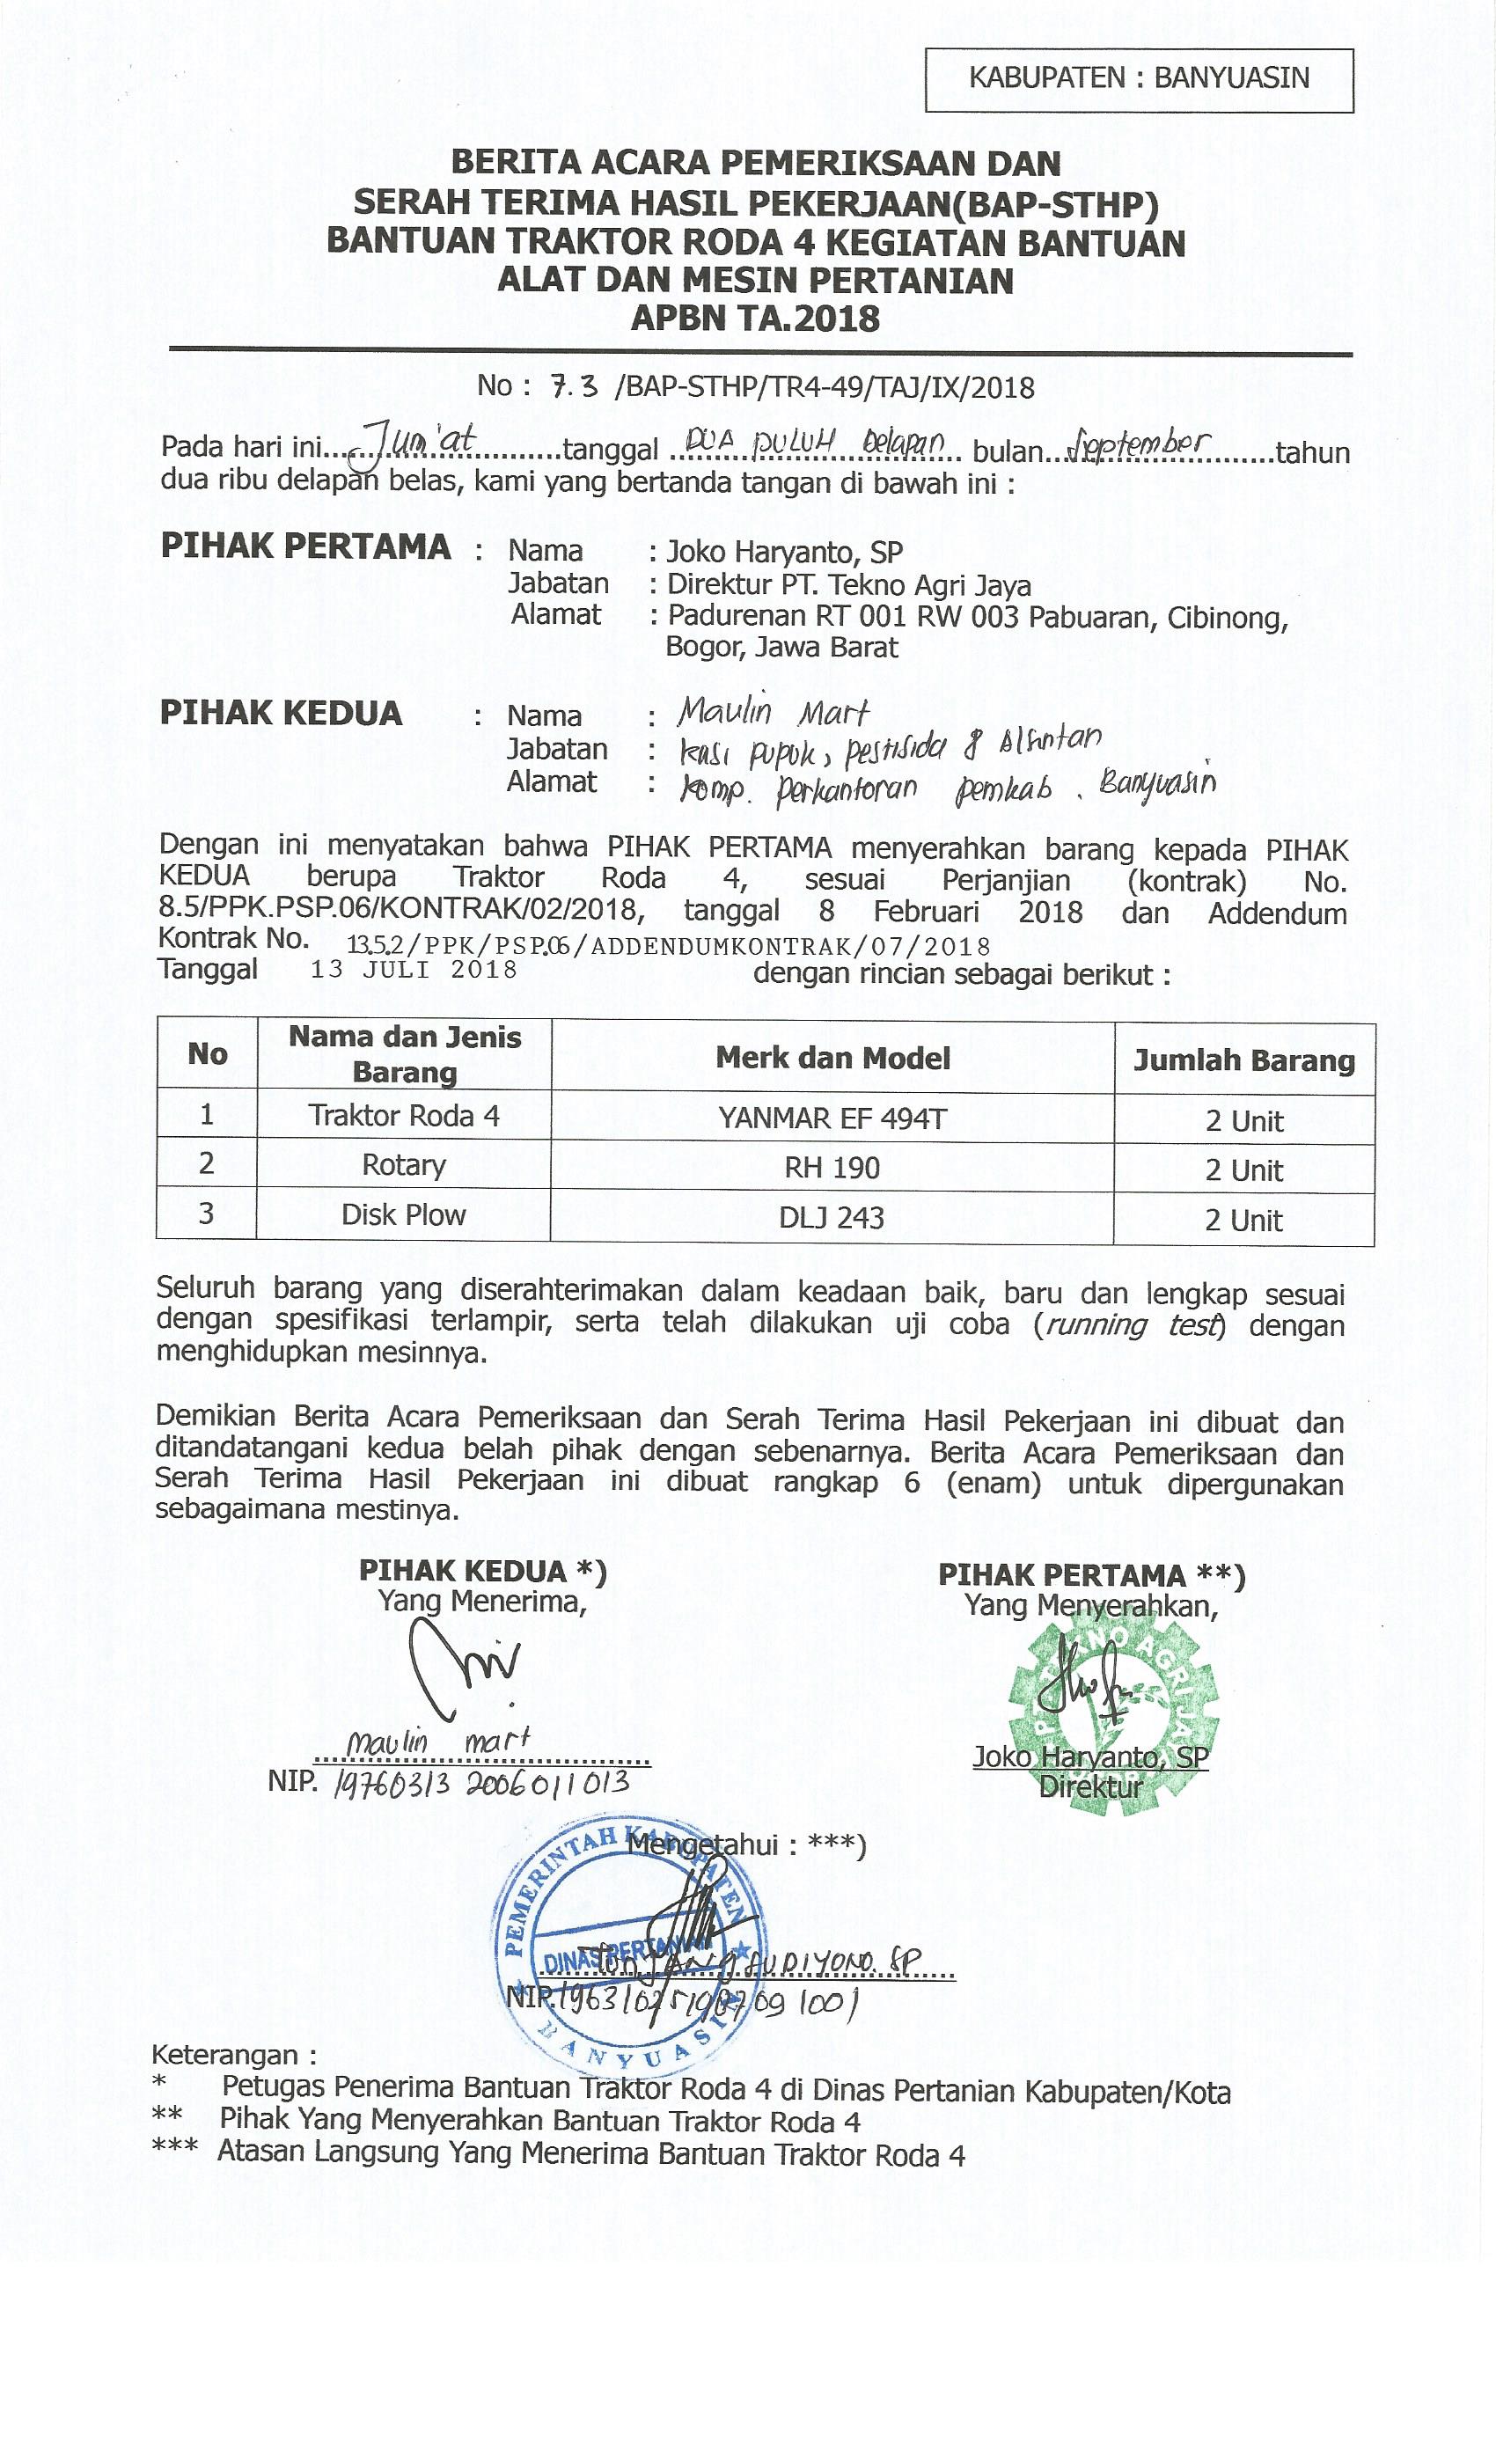 KABUPATEN : BANYUASIN
BERITA ACARA PEMERIKSAAN DAN
SERAH TERIMA HASIL PEKERJAAN(BAP-STHP)
BANTUAN TRAKTOR RODA 4 KEGIATAN BANTUAN
ALAT DAN MESIN PERTANIAN
APBN TA.2018
No : 7.3 /BAP-STHP/TR4-49/TAJ/IX/2018
Pada hari ini....Jum'at....tanggal ....DUA PULUH Delapan.... bulan....September....tahun
dua ribu delapan belas, kami yang bertanda tangan di bawah ini :
PIHAK PERTAMA : Nama : Joko Haryanto, SP
Jabatan : Direktur PT. Tekno Agri Jaya
Alamat : Padurenan RT 001 RW 003 Pabuaran, Cibinong,
Bogor, Jawa Barat
PIHAK KEDUA : Nama : Maulin Mart
Jabatan : Kasi pupuk, pestisida & Alsintan
Alamat : Komp. Perkantoran pemkab. Banyuasin
Dengan ini menyatakan bahwa PIHAK PERTAMA menyerahkan barang kepada PIHAK
KEDUA berupa Traktor Roda 4, sesuai Perjanjian (kontrak) No.
8.5/PPK.PSP.06/KONTRAK/02/2018, tanggal 8 Februari 2018 dan Addendum
Kontrak No. 13.5.2/PPK/PSP.06/ADDENDUMKONTRAK/07/2018
Tanggal 13 JULI 2018 dengan rincian sebagai berikut :
No Nama dan Jenis Barang Merk dan Model Jumlah Barang
1 Traktor Roda 4 YANMAR EF 494T 2 Unit
2 Rotary RH 190 2 Unit
3 Disk Plow DLJ 243 2 Unit
Seluruh barang yang diserahterimakan dalam keadaan baik, baru dan lengkap sesuai
dengan spesifikasi terlampir, serta telah dilakukan uji coba (running test) dengan
menghidupkan mesinnya.
Demikian Berita Acara Pemeriksaan dan Serah Terima Hasil Pekerjaan ini dibuat dan
ditandatangani kedua belah pihak dengan sebenarnya. Berita Acara Pemeriksaan dan
Serah Terima Hasil Pekerjaan ini dibuat rangkap 6 (enam) untuk dipergunakan
sebagaimana mestinya.
PIHAK KEDUA *) PIHAK PERTAMA **)
Yang Menerima, Yang Menyerahkan,
PT. TEKNO AGRI JAYA
Maulin mart
NIP. 19760313 2006011013
Joko Haryanto, SP
Direktur
Mengetahui : ***)
PEMERINTAH KABUPATEN
DINAS PERTANIAN
BANYUASIN
SUDIYONO. SP
NIP.196310251987091001
Keterangan :
* Petugas Penerima Bantuan Traktor Roda 4 di Dinas Pertanian Kabupaten/Kota
** Pihak Yang Menyerahkan Bantuan Traktor Roda 4
*** Atasan Langsung Yang Menerima Bantuan Traktor Roda 4